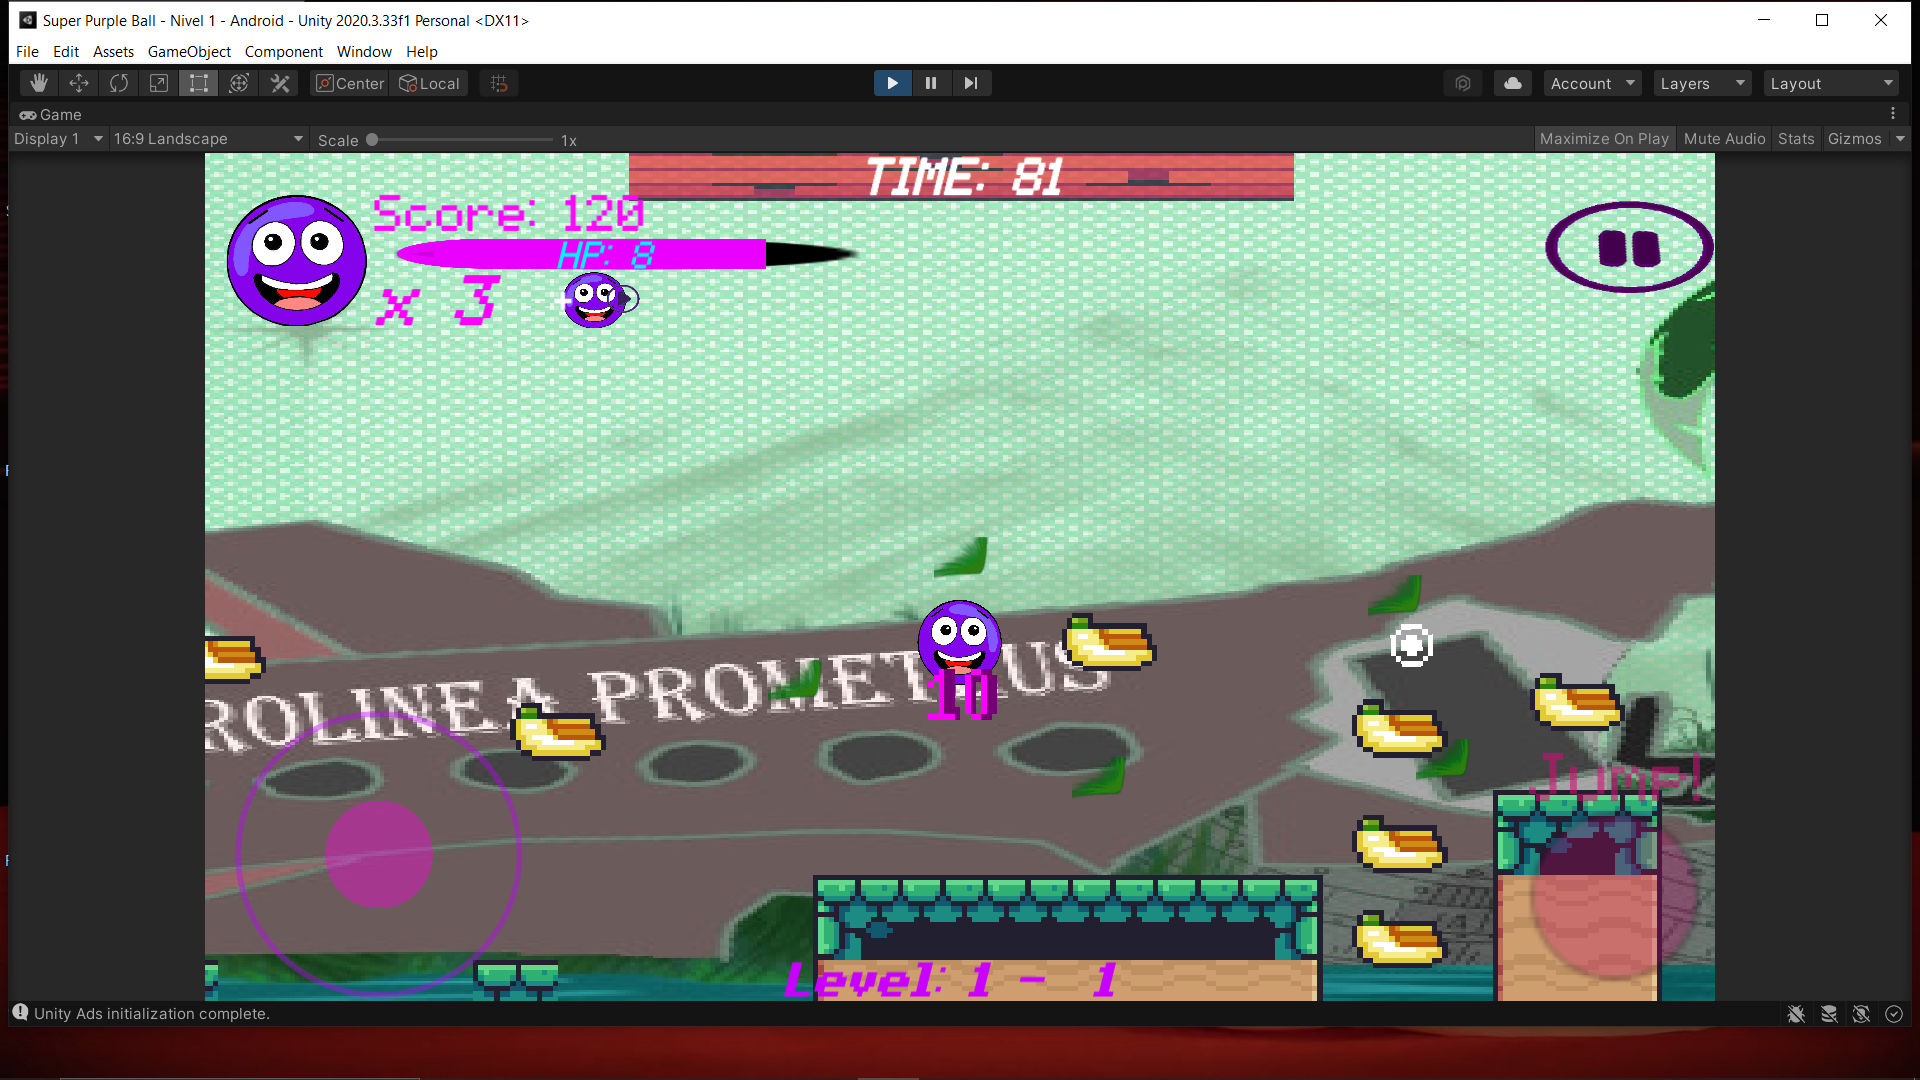 Super Purple Ball - Nivel 1 - Android - Unity 2020.3.33f1 Personal <DX11>
File Edit Assets GameObject Component Window Help
Center Local Account Layers Layout
Game
Display 1 16:9 Landscape Scale 1x Maximize On Play Mute Audio Stats Gizmos
TIME: 81
Score: 120
HP: 8
x 3
ROLINEA PROMETHUS
10
Jump!
Level: 1 - 1
Unity Ads initialization complete.